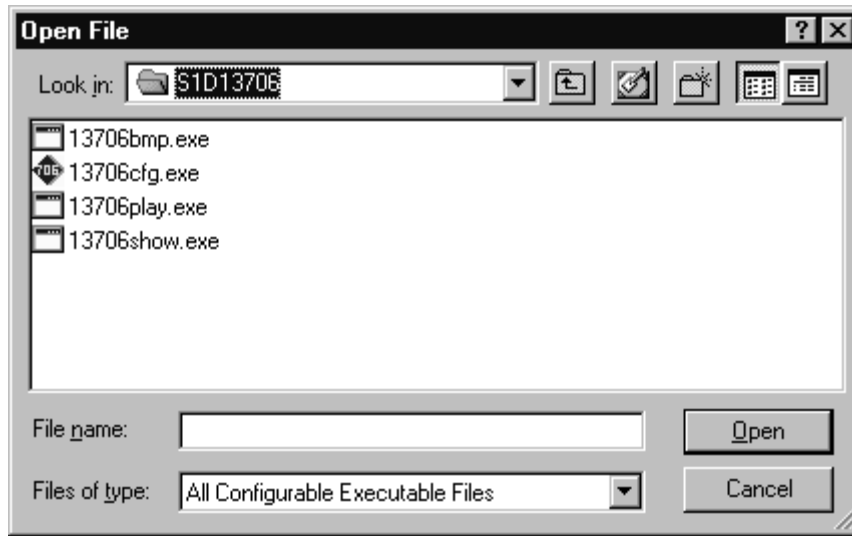 Open File
Look in: S1D13706
13706bmp.exe
706 13706cfg.exe
13706play.exe
13706show.exe
File name: Open
Files of type: All Configurable Executable Files Cancel